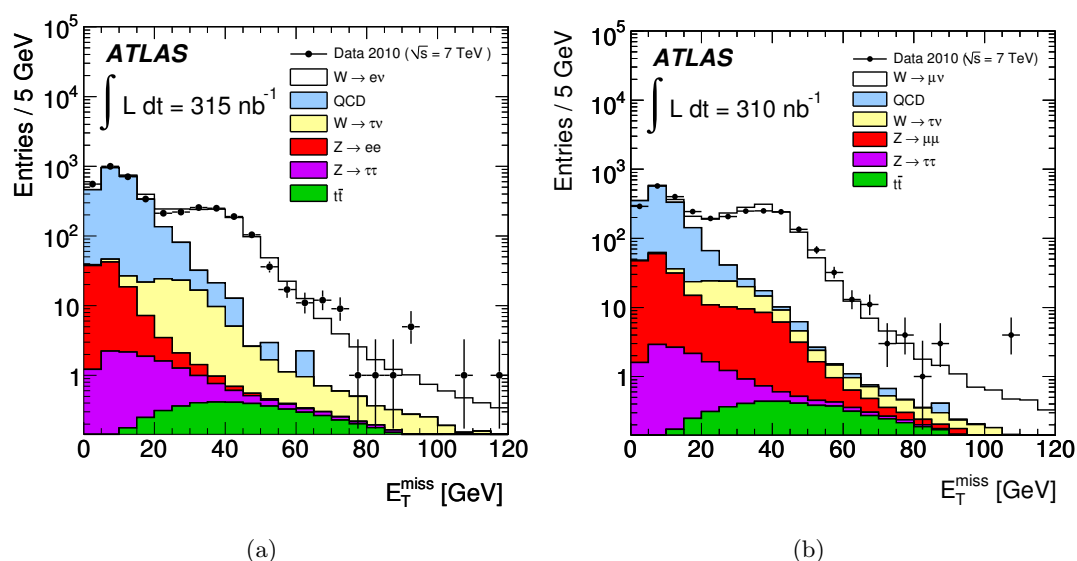 ATLAS
∫ L dt = 315 nb⁻¹
Data 2010 (√s = 7 TeV)
W → eν
QCD
W → τν
Z → ee
Z → ττ
tt̄
Entries / 5 GeV
10⁵
10⁴
10³
10²
10
1
0 20 40 60 80 100 120
E_T^miss [GeV]
(a)
ATLAS
∫ L dt = 310 nb⁻¹
Data 2010 (√s = 7 TeV)
W → μν
QCD
W → τν
Z → μμ
Z → ττ
tt̄
Entries / 5 GeV
10⁵
10⁴
10³
10²
10
1
0 20 40 60 80 100 120
E_T^miss [GeV]
(b)